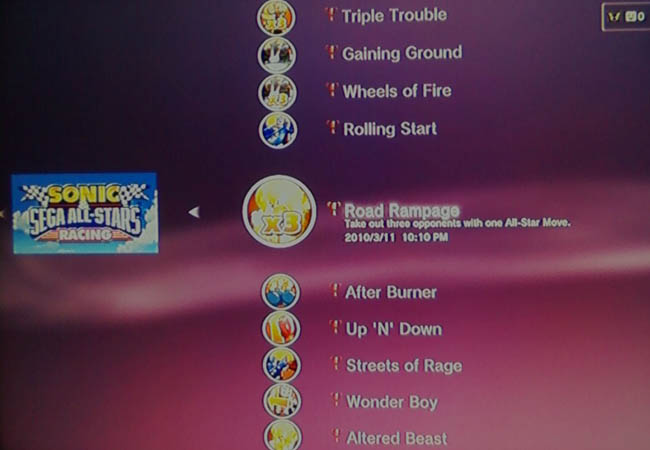 Triple Trouble
0
Gaining Ground
Wheels of Fire
Rolling Start
SONIC
SEGA ALL-STARS
RACING
x3
Road Rampage
Take out three opponents with one All-Star Move.
2010/3/11 10:10 PM
After Burner
Up 'N' Down
Streets of Rage
Wonder Boy
Altered Beast